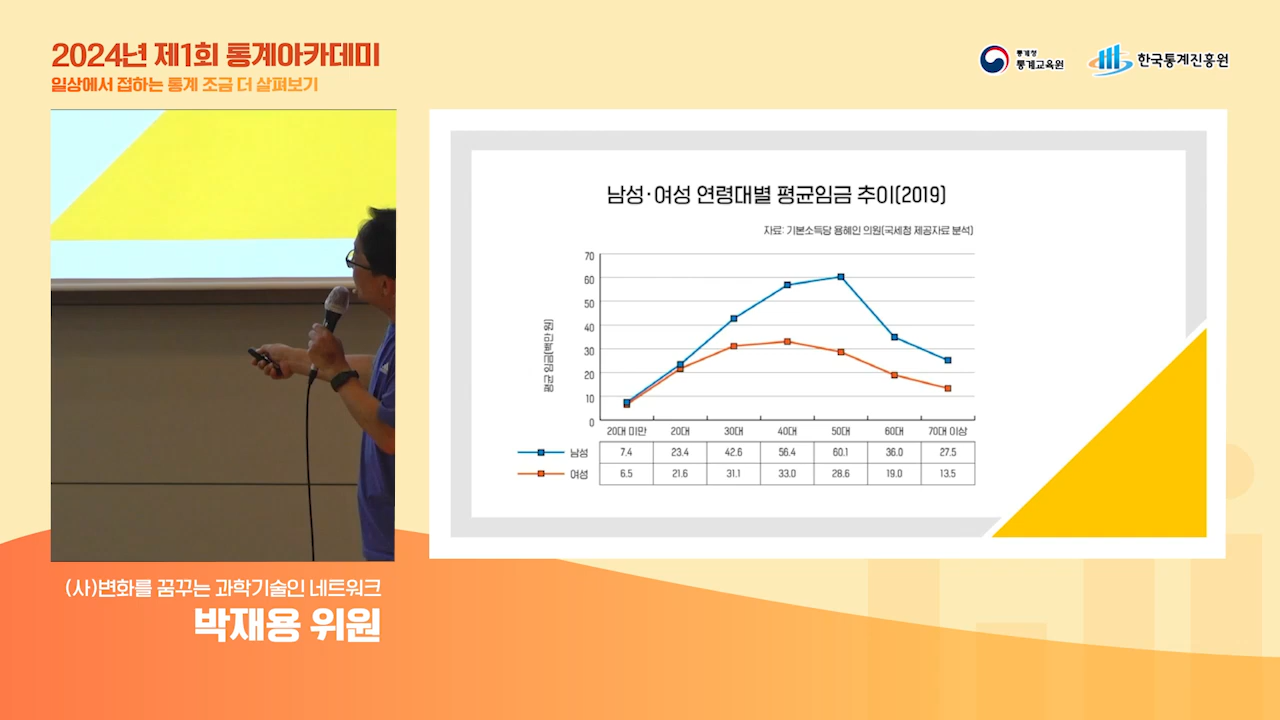 2024년 제1회 통계아카데미
일상에서 접하는 통계 조금 더 살펴보기
통계청
통계교육원
한국통계진흥원
남성·여성 연령대별 평균임금 추이(2019)
자료: 기본소득당 용혜인 의원(국세청 제공자료 분석)
70
60
50
40
30
20
10
0
평균 임금(백만 원)
20대 미만 20대 30대 40대 50대 60대 70대 이상
남성 7.4 23.4 42.6 56.4 60.1 36.0 27.5
여성 6.5 21.6 31.1 33.0 28.6 19.0 13.5
(사)변화를 꿈꾸는 과학기술인 네트워크
박재용 위원